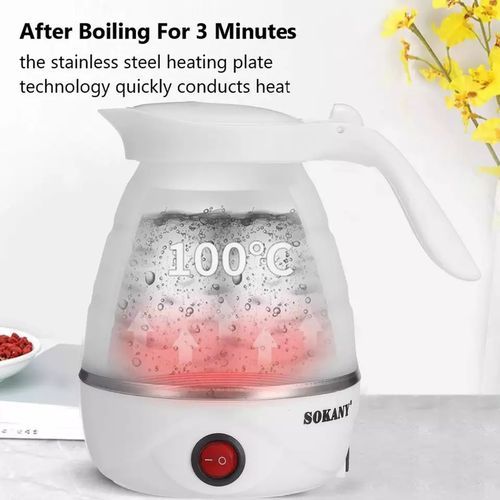 After Boiling For 3 Minutes
the stainless steel heating plate
technology quickly conducts heat
100°C
SOKANY